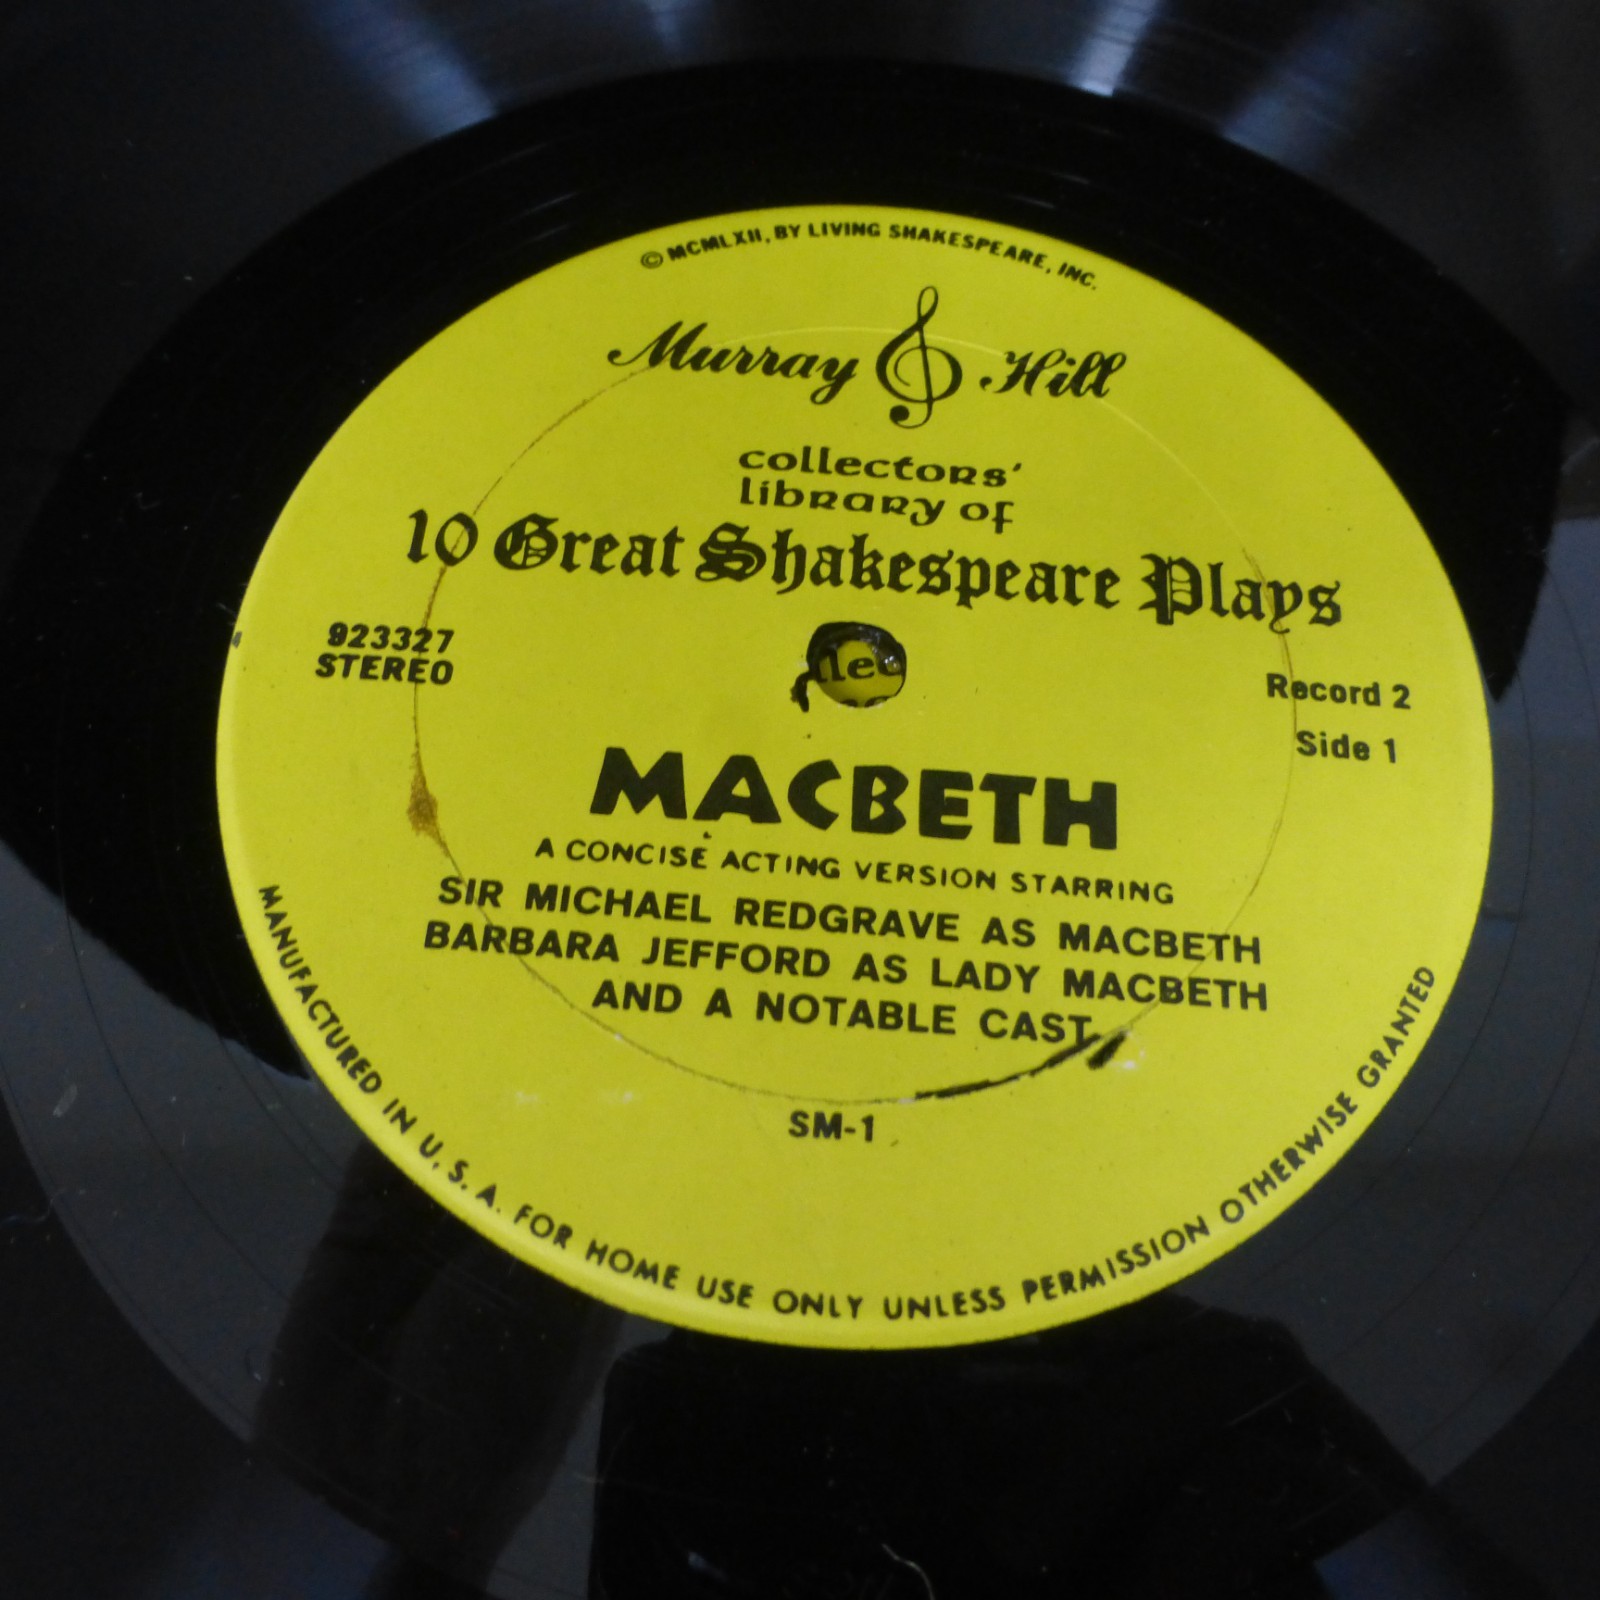 © MCMLXII, BY LIVING SHAKESPEARE, INC.
Murray Hill
collectors'
library of
10 Great Shakespeare Plays
923327
STEREO
Record 2
Side 1
MACBETH
A CONCISE ACTING VERSION STARRING
SIR MICHAEL REDGRAVE AS MACBETH
BARBARA JEFFORD AS LADY MACBETH
AND A NOTABLE CAST
SM-1
MANUFACTURED IN U.S.A. FOR HOME USE ONLY UNLESS PERMISSION OTHERWISE GRANTED